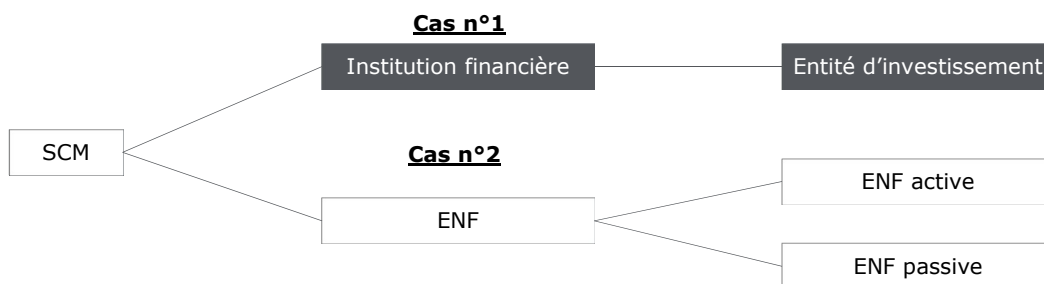 Cas n°1
Institution financière
Entité d'investissement
SCM
Cas n°2
ENF active
ENF
ENF passive